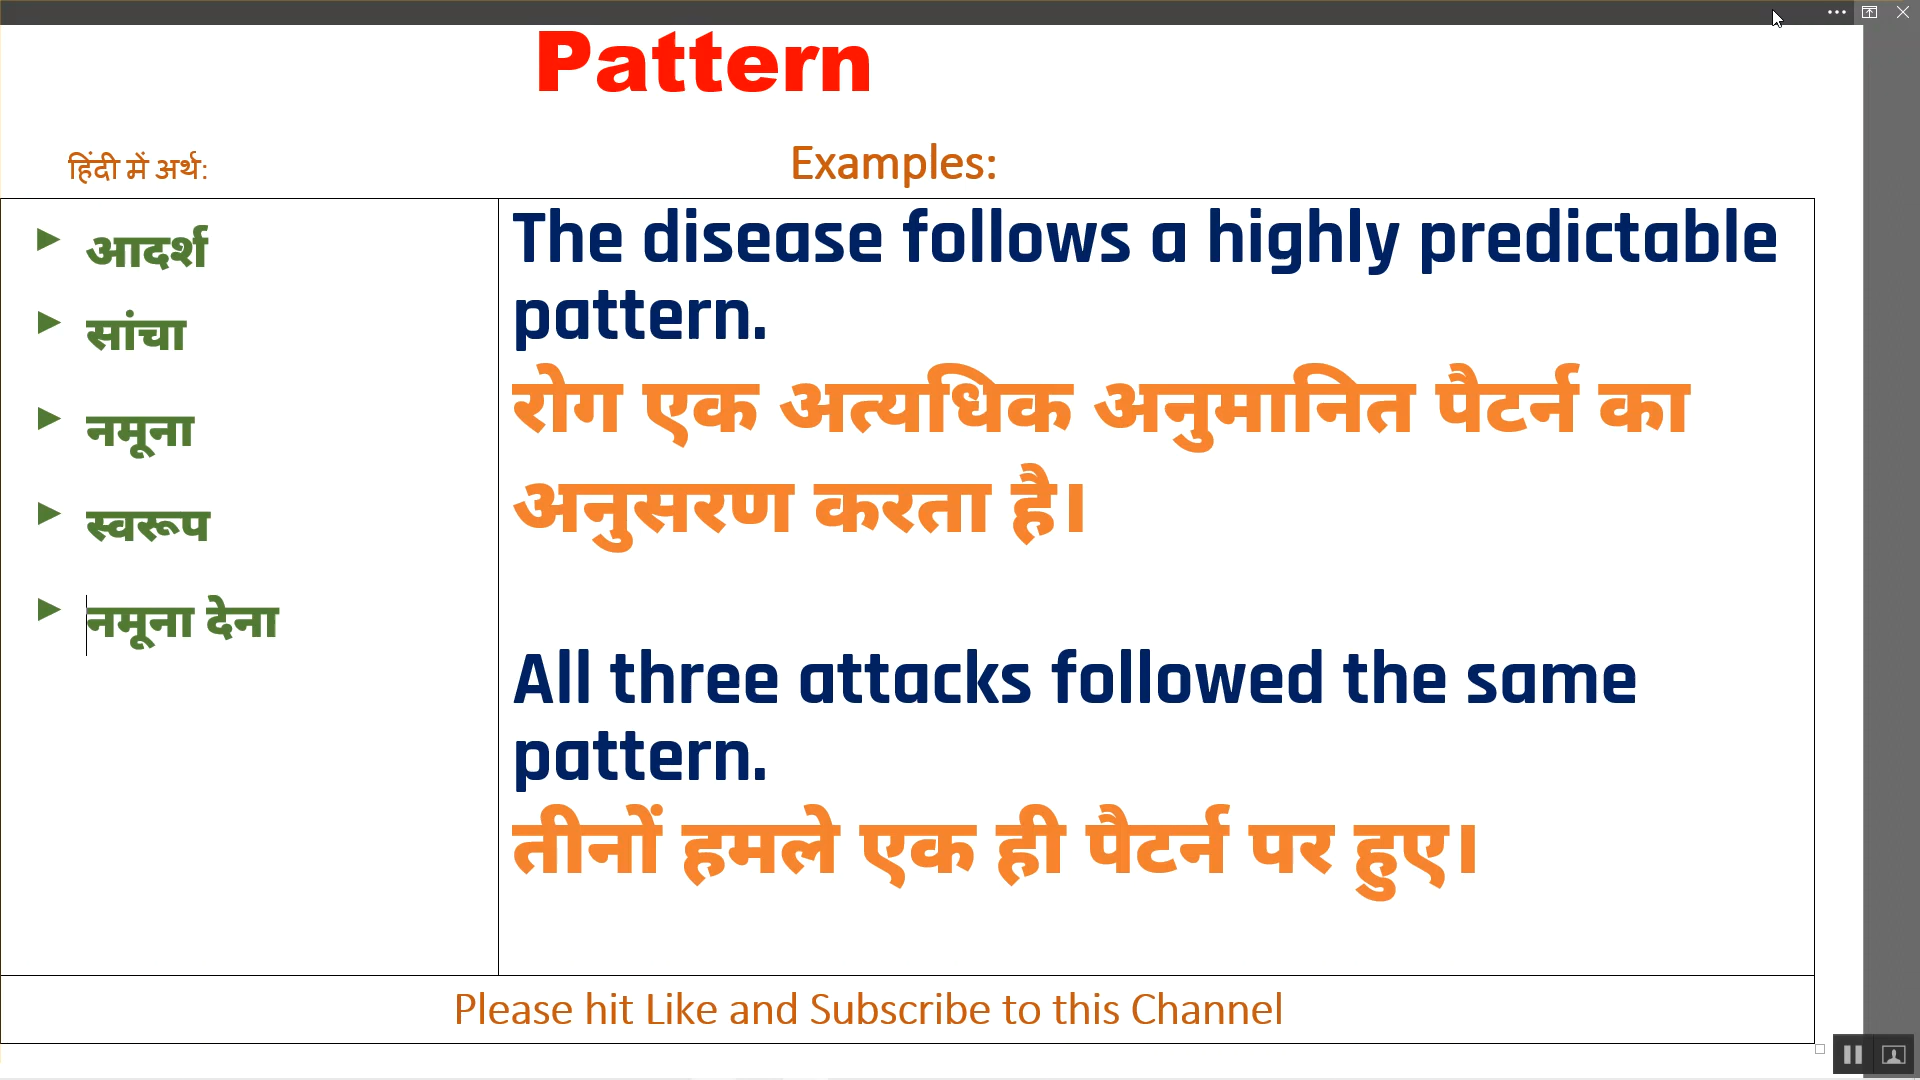 Pattern
हिंदी में अर्थ:
Examples:
आदर्श
सांचा
नमूना
स्वरूप
नमूना देना
The disease follows a highly predictable
pattern.
रोग एक अत्यधिक अनुमानित पैटर्न का
अनुसरण करता है।
All three attacks followed the same
pattern.
तीनों हमले एक ही पैटर्न पर हुए।
Please hit Like and Subscribe to this Channel